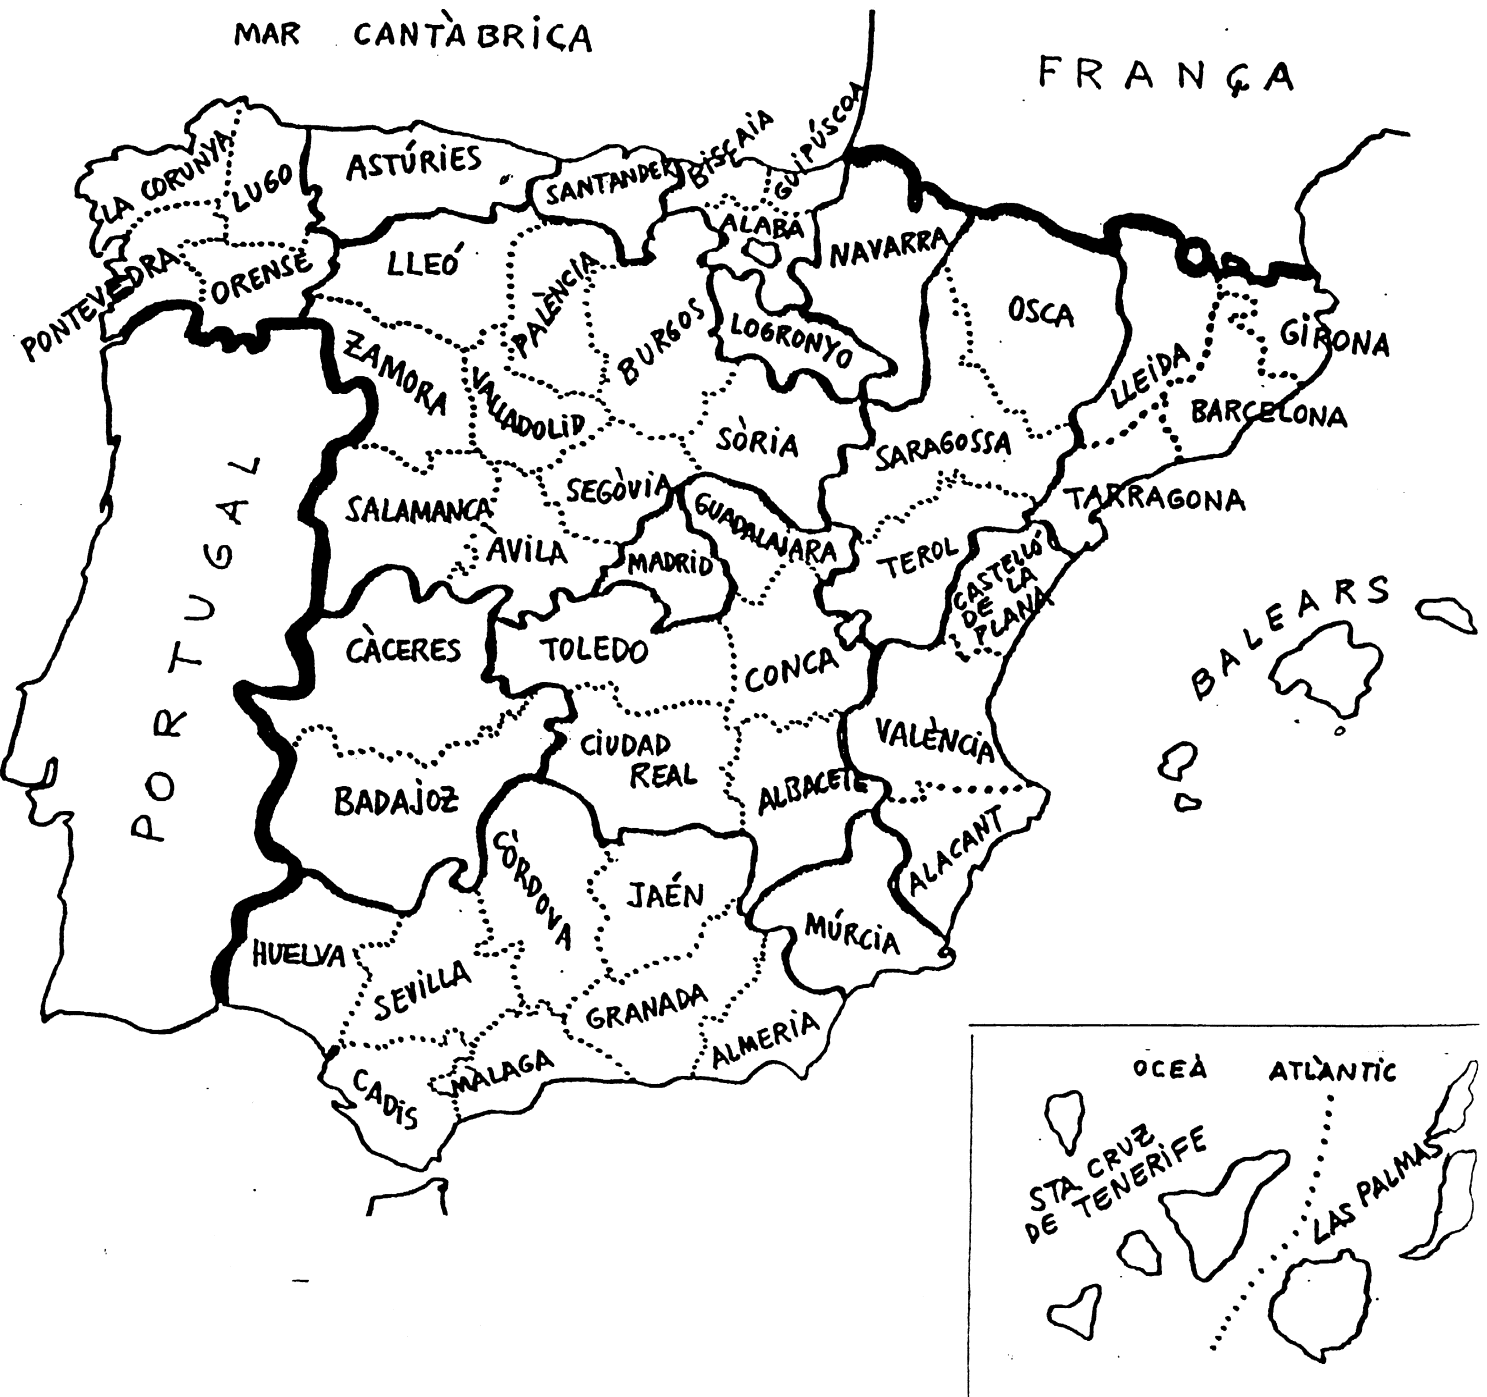 MAR CANTÀBRICA
FRANÇA
LA CORUNYA
LUGO
ASTÚRIES
SANTANDER
BISCAIA
GUIPÚSCOA
PONTEVEDRA
ORENSE
LLEÓ
PALÈNCIA
BURGOS
ALABA
NAVARRA
LOGRONYO
OSCA
LLEIDA
GIRONA
BARCELONA
ZAMORA
VALLADOLID
SÒRIA
SARAGOSSA
TARRAGONA
PORTUGAL
SALAMANCA
ÀVILA
SEGÒVIA
GUADALAJARA
MADRID
TEROL
CASTELLÓ
DE LA
PLANA
BALEARS
CÀCERES
TOLEDO
CONCA
VALÈNCIA
BADAJOZ
CIUDAD
REAL
ALBACETE
ALACANT
CÒRDOVA
JAÉN
MÚRCIA
HUELVA
SEVILLA
GRANADA
ALMERIA
CADIS
MÀLAGA
OCEÀ ATLÀNTIC
STA CRUZ
DE TENERIFE
LAS PALMAS